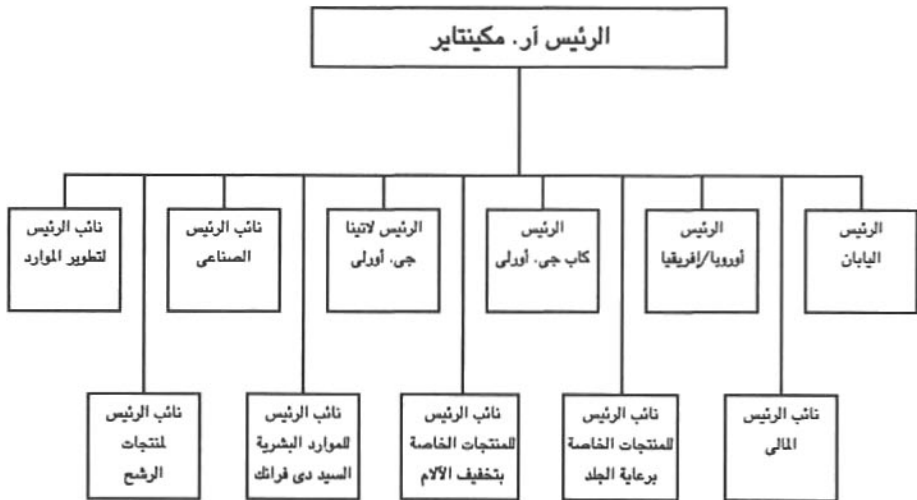 الرئيس آر. مكينتاير
الرئيس
اليابان
الرئيس
أوروبا/إفريقيا
الرئيس
كاب جى. أورلى
الرئيس لاتينا
جى. أورلى
نائب الرئيس
الصناعى
نائب الرئيس
لتطوير الموارد
نائب الرئيس
المالى
نائب الرئيس
للمنتجات الخاصة
برعاية الجلد
نائب الرئيس
للمنتجات الخاصة
بتخفيف الآلام
نائب الرئيس
للموارد البشرية
السيد دى فرانك
نائب الرئيس
لمنتجات
الرشح